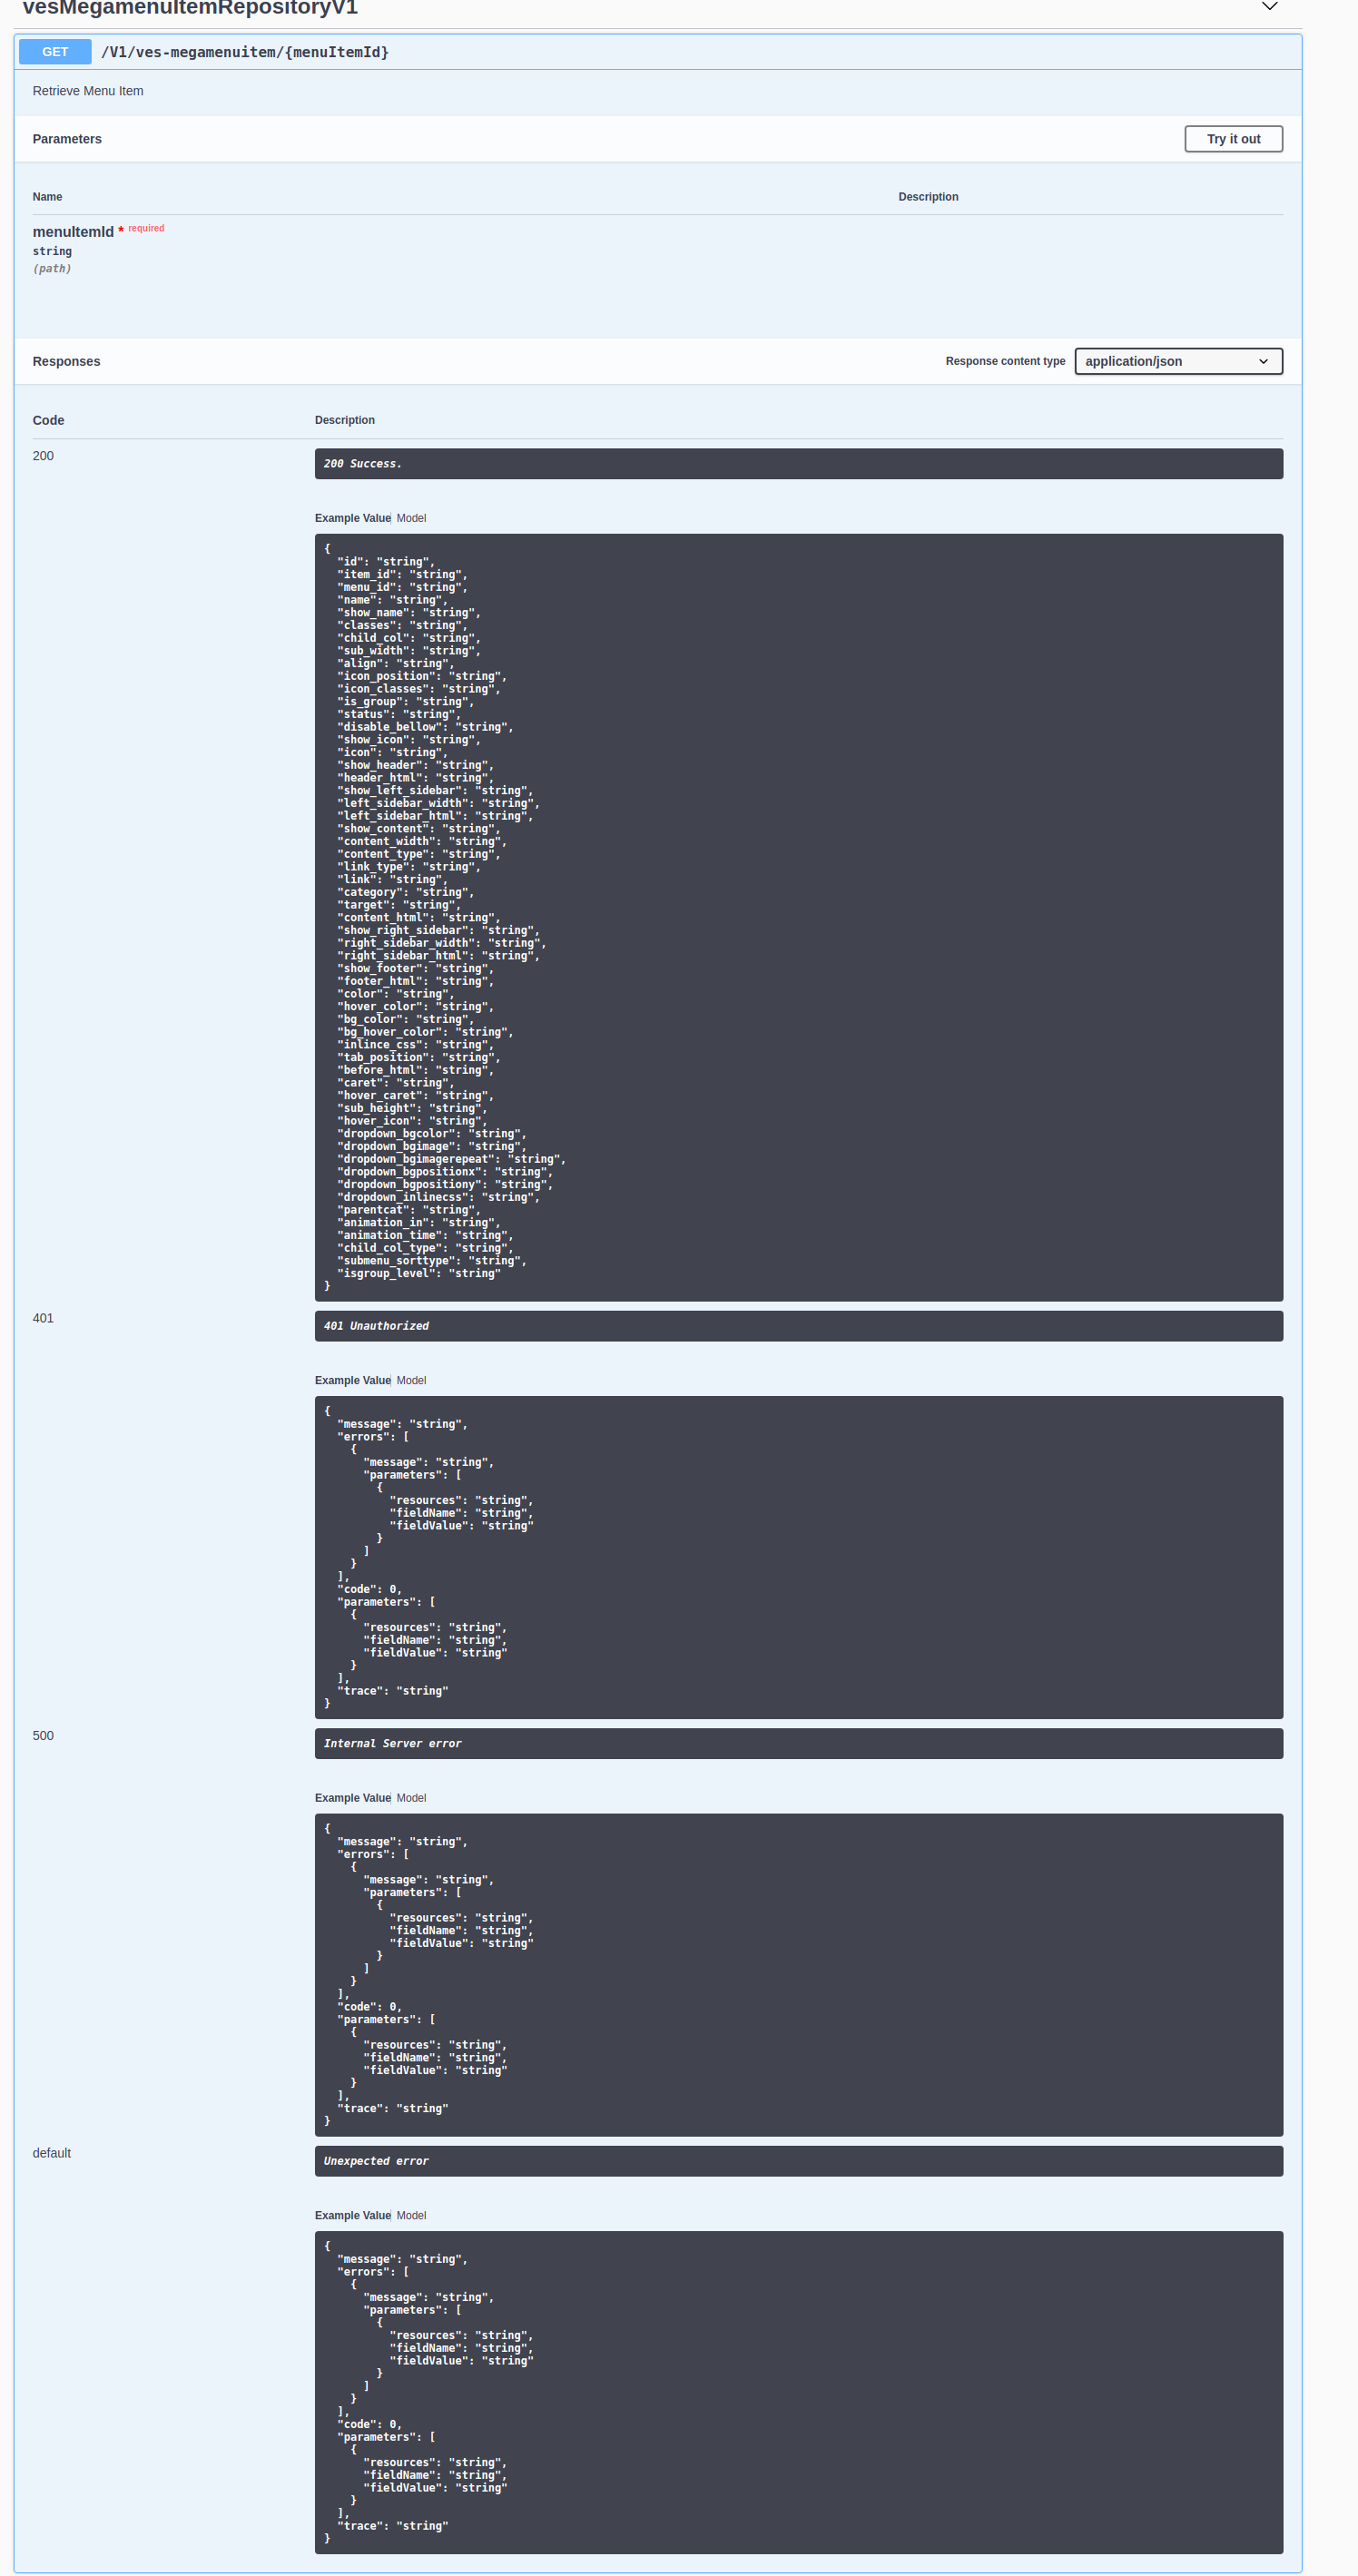 vesMegamenuItemRepositoryV1
GET /V1/ves-megamenuitem/{menuItemId}
Retrieve Menu Item
Parameters Try it out
Name Description
menuItemId * required
string
(path)
Responses Response content type application/json
Code Description
200 200 Success.
Example Value Model
{
"id": "string",
"item_id": "string",
"menu_id": "string",
"name": "string",
"show_name": "string",
"classes": "string",
"child_col": "string",
"sub_width": "string",
"align": "string",
"icon_position": "string",
"icon_classes": "string",
"is_group": "string",
"status": "string",
"disable_bellow": "string",
"show_icon": "string",
"icon": "string",
"show_header": "string",
"header_html": "string",
"show_left_sidebar": "string",
"left_sidebar_width": "string",
"left_sidebar_html": "string",
"show_content": "string",
"content_width": "string",
"content_type": "string",
"link_type": "string",
"link": "string",
"category": "string",
"target": "string",
"content_html": "string",
"show_right_sidebar": "string",
"right_sidebar_width": "string",
"right_sidebar_html": "string",
"show_footer": "string",
"footer_html": "string",
"color": "string",
"hover_color": "string",
"bg_color": "string",
"bg_hover_color": "string",
"inlince_css": "string",
"tab_position": "string",
"before_html": "string",
"caret": "string",
"hover_caret": "string",
"sub_height": "string",
"hover_icon": "string",
"dropdown_bgcolor": "string",
"dropdown_bgimage": "string",
"dropdown_bgimagerepeat": "string",
"dropdown_bgpositionx": "string",
"dropdown_bgpositiony": "string",
"dropdown_inlinecss": "string",
"parentcat": "string",
"animation_in": "string",
"animation_time": "string",
"child_col_type": "string",
"submenu_sorttype": "string",
"isgroup_level": "string"
}
401 401 Unauthorized
Example Value Model
{
"message": "string",
"errors": [
{
"message": "string",
"parameters": [
{
"resources": "string",
"fieldName": "string",
"fieldValue": "string"
}
]
}
],
"code": 0,
"parameters": [
{
"resources": "string",
"fieldName": "string",
"fieldValue": "string"
}
],
"trace": "string"
}
500 Internal Server error
Example Value Model
{
"message": "string",
"errors": [
{
"message": "string",
"parameters": [
{
"resources": "string",
"fieldName": "string",
"fieldValue": "string"
}
]
}
],
"code": 0,
"parameters": [
{
"resources": "string",
"fieldName": "string",
"fieldValue": "string"
}
],
"trace": "string"
}
default Unexpected error
Example Value Model
{
"message": "string",
"errors": [
{
"message": "string",
"parameters": [
{
"resources": "string",
"fieldName": "string",
"fieldValue": "string"
}
]
}
],
"code": 0,
"parameters": [
{
"resources": "string",
"fieldName": "string",
"fieldValue": "string"
}
],
"trace": "string"
}